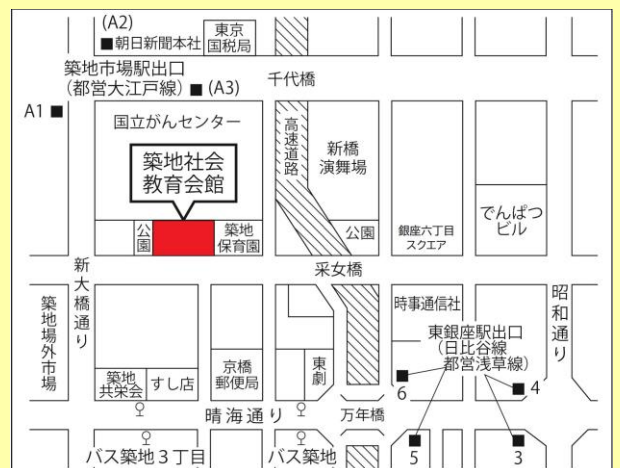 (A2)
■朝日新聞本社
東京
国税局
築地市場駅出口
（都営大江戸線）■ (A3)
千代橋
A1 ■
国立がんセンター
高速道路
新橋
演舞場
築地社会
教育会館
でんぱつ
ビル
公園
築地
保育園
公園
銀座六丁目
スクエア
采女橋
新大橋通り
築地場外市場
時事通信社
昭和通り
東銀座駅出口
（日比谷線
都営浅草線）
築地
共栄会
すし店
京橋
郵便局
東劇
6
4
晴海通り
万年橋
バス築地３丁目
バス築地
5
3